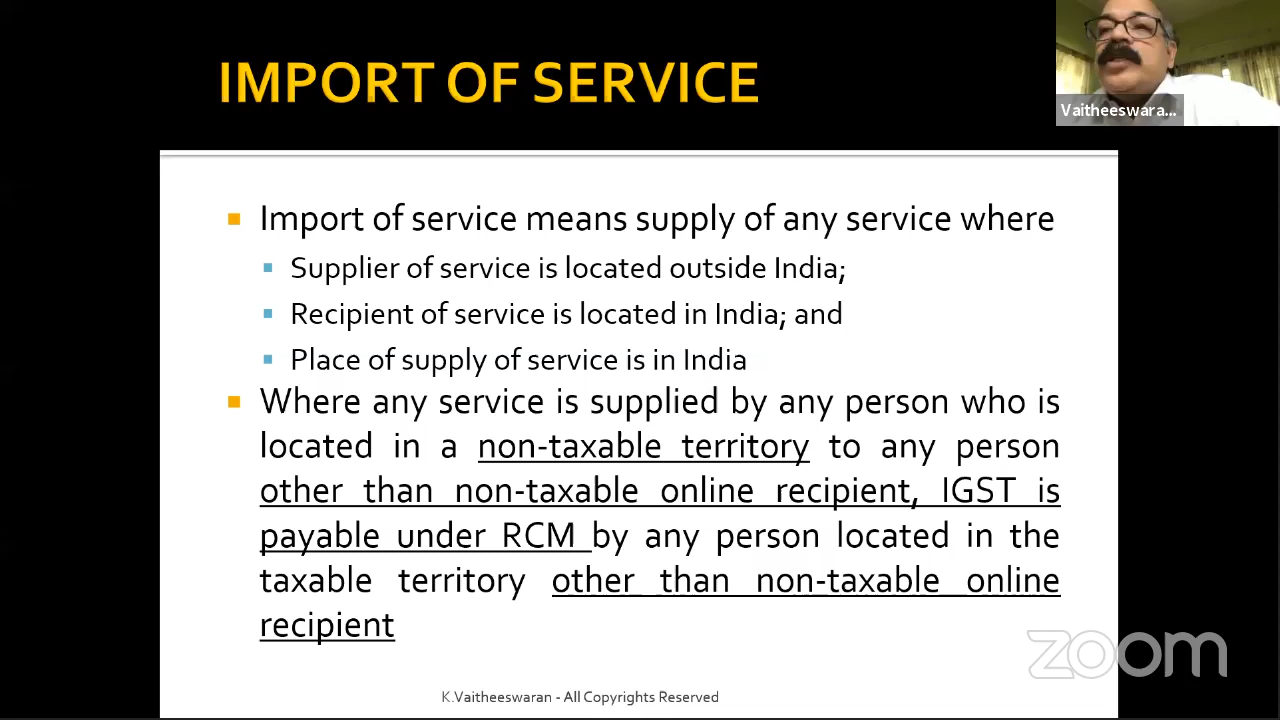 IMPORT OF SERVICE
Vaitheeswara...
Import of service means supply of any service where
Supplier of service is located outside India;
Recipient of service is located in India; and
Place of supply of service is in India
Where any service is supplied by any person who is
located in a non-taxable territory to any person
other than non-taxable online recipient, IGST is
payable under RCM by any person located in the
taxable territory other than non-taxable online
recipient
zoom
K.Vaitheeswaran - All Copyrights Reserved